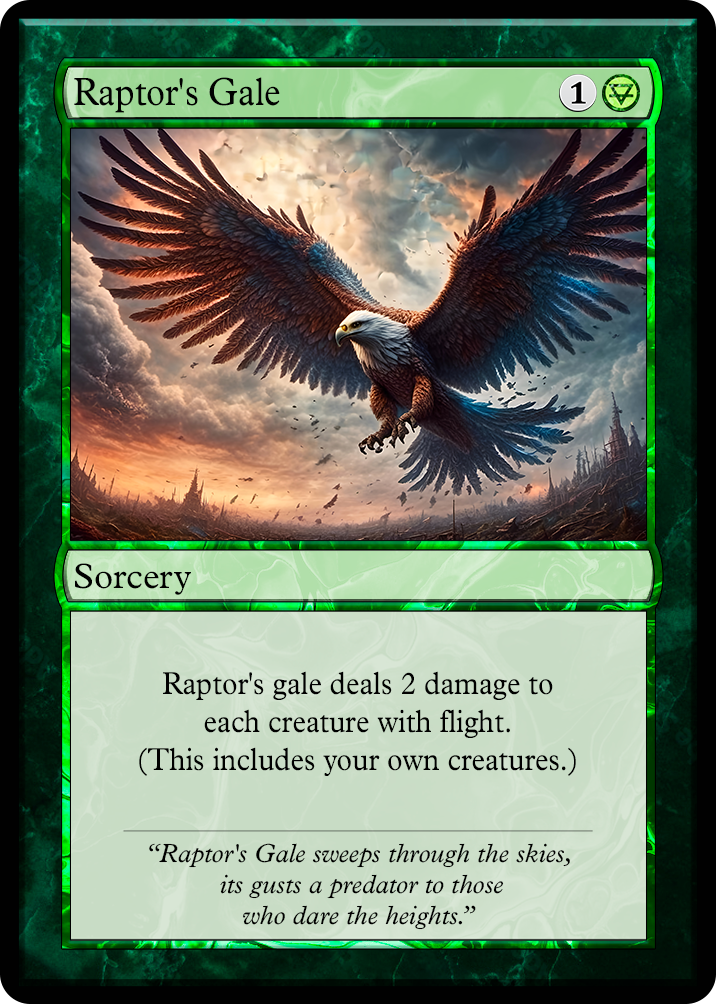 Raptor's Gale 1
Sorcery
Raptor's gale deals 2 damage to
each creature with flight.
(This includes your own creatures.)
“Raptor's Gale sweeps through the skies,
its gusts a predator to those
who dare the heights.”